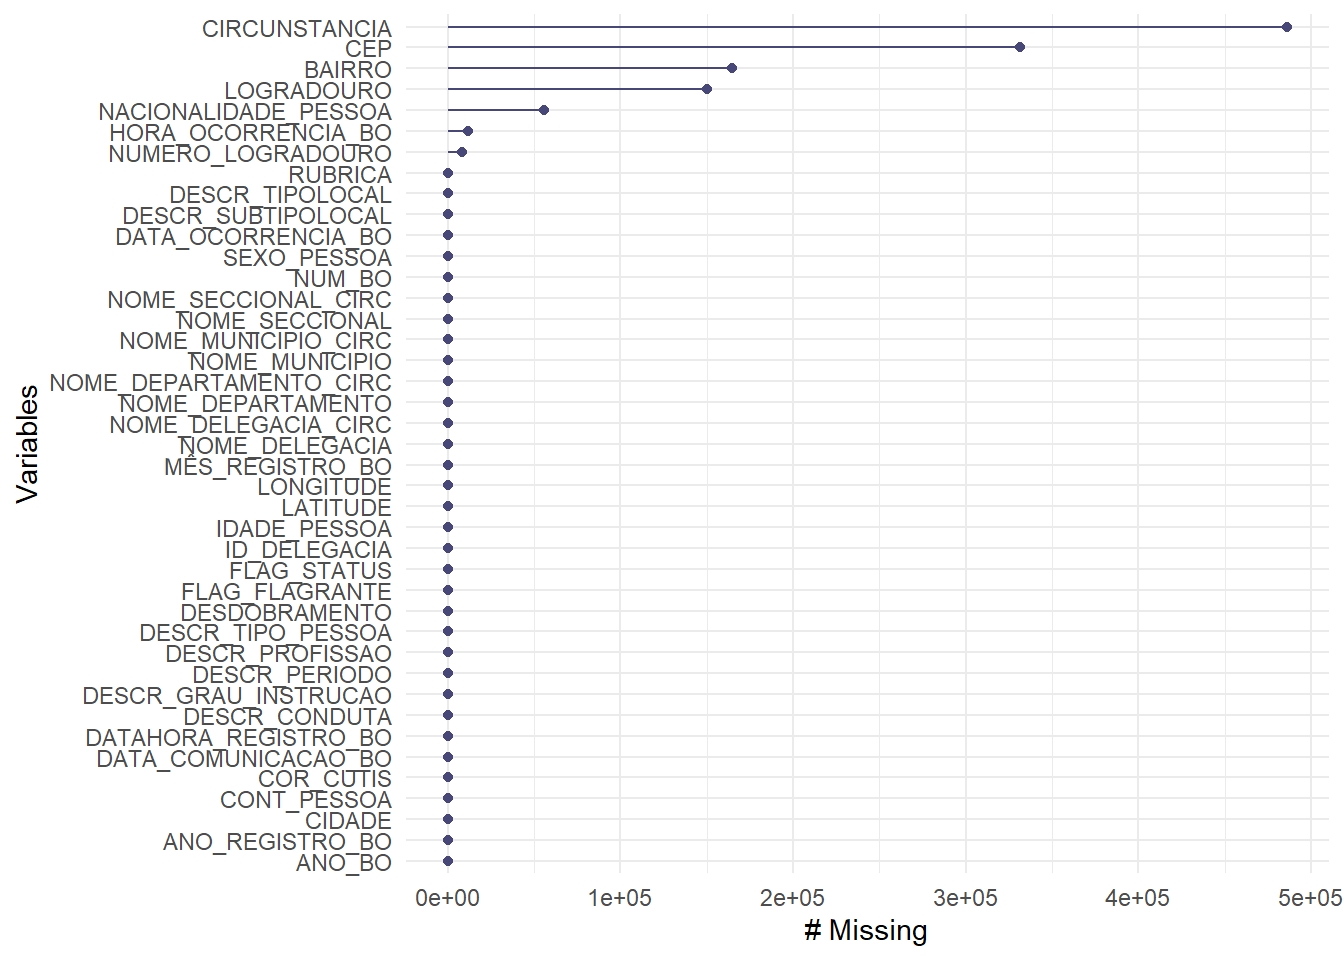 CIRCUNSTANCIA
CEP
BAIRRO
LOGRADOURO
NACIONALIDADE_PESSOA
HORA_OCORRENCIA_BO
NUMERO_LOGRADOURO
RUBRICA
DESCR_TIPOLOCAL
DESCR_SUBTIPOLOCAL
DATA_OCORRENCIA_BO
SEXO_PESSOA
NUM_BO
NOME_SECCIONAL_CIRC
NOME_SECCIONAL
NOME_MUNICIPIO_CIRC
NOME_MUNICIPIO
NOME_DEPARTAMENTO_CIRC
NOME_DEPARTAMENTO
NOME_DELEGACIA_CIRC
NOME_DELEGACIA
MÊS_REGISTRO_BO
LONGITUDE
LATITUDE
IDADE_PESSOA
ID_DELEGACIA
FLAG_STATUS
FLAG_FLAGRANTE
DESDOBRAMENTO
DESCR_TIPO_PESSOA
DESCR_PROFISSAO
DESCR_PERIODO
DESCR_GRAU_INSTRUCAO
DESCR_CONDUTA
DATAHORA_REGISTRO_BO
DATA_COMUNICACAO_BO
COR_CUTIS
CONT_PESSOA
CIDADE
ANO_REGISTRO_BO
ANO_BO
Variables
0e+00 1e+05 2e+05 3e+05 4e+05 5e+05
# Missing